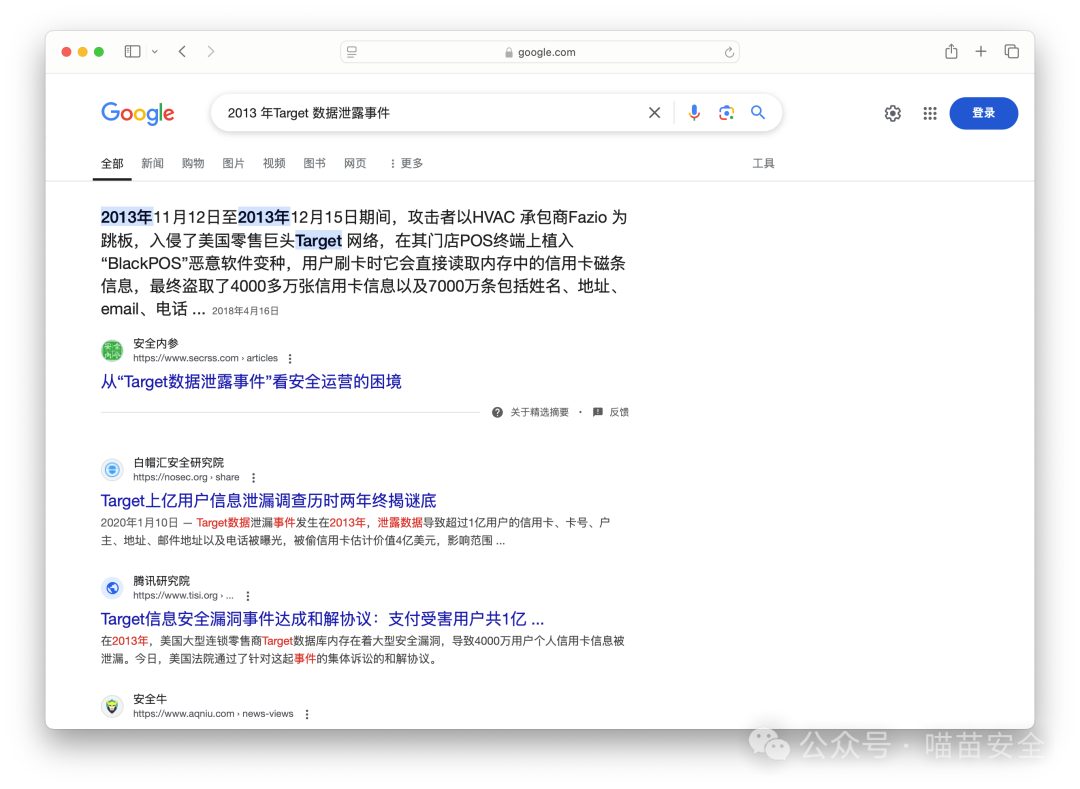 google.com
Google
2013 年Target 数据泄露事件
登录
全部 新闻 购物 图片 视频 图书 网页 ⋮ 更多 工具
2013年11月12日至2013年12月15日期间，攻击者以HVAC 承包商Fazio 为
跳板，入侵了美国零售巨头Target 网络，在其门店POS终端上植入
“BlackPOS”恶意软件变种，用户刷卡时它会直接读取内存中的信用卡磁条
信息，最终盗取了4000多万张信用卡信息以及7000万条包括姓名、地址、
email、电话 ... 2018年4月16日
安全内参
https://www.secrss.com › articles
从“Target数据泄露事件”看安全运营的困境
关于精选摘要 · 反馈
白帽汇安全研究院
https://nosec.org › share
Target上亿用户信息泄漏调查历时两年终揭谜底
2020年1月10日 — Target数据泄漏事件发生在2013年，泄露数据导致超过1亿用户的信用卡、卡号、户
主、地址、邮件地址以及电话被曝光，被偷信用卡估计价值4亿美元，影响范围 ...
腾讯研究院
https://www.tisi.org › ...
Target信息安全漏洞事件达成和解协议：支付受害用户共1亿 ...
在2013年，美国大型连锁零售商Target数据库内存在着大型安全漏洞，导致4000万用户个人信用卡信息被
泄漏。今日，美国法院通过了针对这起事件的集体诉讼的和解协议。
安全牛
https://www.aqniu.com › news-views
公众号 · 喵苗安全